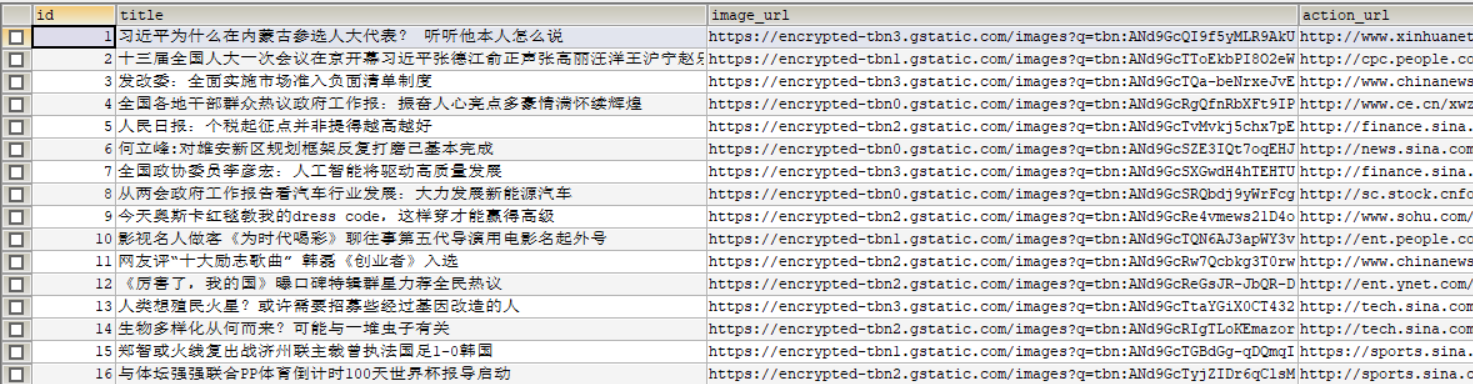 id title image_url action_url
1 习近平为什么在内蒙古参选人大代表? 听听他本人怎么说 https://encrypted-tbn3.gstatic.com/images?q=tbn:ANd9GcQI9f5yMLR9AkU http://www.xinhuanet
2 十三届全国人大一次会议在京开幕习近平张德江俞正声张高丽汪洋王沪宁赵 https://encrypted-tbn1.gstatic.com/images?q=tbn:ANd9GcTToEkbPI8O2eW http://cpc.people.co
3 发改委: 全面实施市场准入负面清单制度 https://encrypted-tbn3.gstatic.com/images?q=tbn:ANd9GcTQa-beNrxeJvE http://www.chinanews
4 全国各地干部群众热议政府工作报: 振奋人心亮点多豪情满怀续辉煌 https://encrypted-tbn0.gstatic.com/images?q=tbn:ANd9GcRgQfnRbXFt9IP http://www.ce.cn/xwz
5 人民日报: 个税起征点并非提得越高越好 https://encrypted-tbn2.gstatic.com/images?q=tbn:ANd9GcTvMvkj5chx7pE http://finance.sina.
6 何立峰:对雄安新区规划框架反复打磨已基本完成 https://encrypted-tbn0.gstatic.com/images?q=tbn:ANd9GcSZE3IQt7oqEHJ http://news.sina.com
7 全国政协委员李彦宏: 人工智能将驱动高质量发展 https://encrypted-tbn3.gstatic.com/images?q=tbn:ANd9GcSXGwdH4hTEHTU http://finance.sina.
8 从两会政府工作报告看汽车行业发展: 大力发展新能源汽车 https://encrypted-tbn0.gstatic.com/images?q=tbn:ANd9GcSRQbdj9yWrFcg http://sc.stock.cnfo
9 今天奥斯卡红毯教我的dress code, 这样穿才能赢得高级 https://encrypted-tbn2.gstatic.com/images?q=tbn:ANd9GcRe4vmews21D4o http://www.sohu.com/
10 影视名人做客《为时代喝彩》聊往事第五代导演用电影名起外号 https://encrypted-tbn1.gstatic.com/images?q=tbn:ANd9GcTQN6AJ3apWY3v http://ent.people.co
11 网友评“十大励志歌曲” 韩磊《创业者》入选 https://encrypted-tbn2.gstatic.com/images?q=tbn:ANd9GcRw7Qcbkg3T0rw http://www.chinanews
12 《厉害了, 我的国》曝口碑特辑群星力荐全民热议 https://encrypted-tbn2.gstatic.com/images?q=tbn:ANd9GcReGsJR-JbQR-D http://ent.ynet.com/
13 人类想殖民火星? 或许需要招募些经过基因改造的人 https://encrypted-tbn3.gstatic.com/images?q=tbn:ANd9GcTtaYGiX0CT432 http://tech.sina.com
14 生物多样化从何而来? 可能与一堆虫子有关 https://encrypted-tbn2.gstatic.com/images?q=tbn:ANd9GcRIgTLoKEmazor http://tech.sina.com
15 郑智或火线复出战济州联主裁曾执法国足1-0韩国 https://encrypted-tbn1.gstatic.com/images?q=tbn:ANd9GcTGBdGg-qDQmqI https://sports.sina.
16 与体坛强强联合PP体育倒计时100天世界杯报导启动 https://encrypted-tbn2.gstatic.com/images?q=tbn:ANd9GcTyjZIDr6qClsM http://sports.sina.c